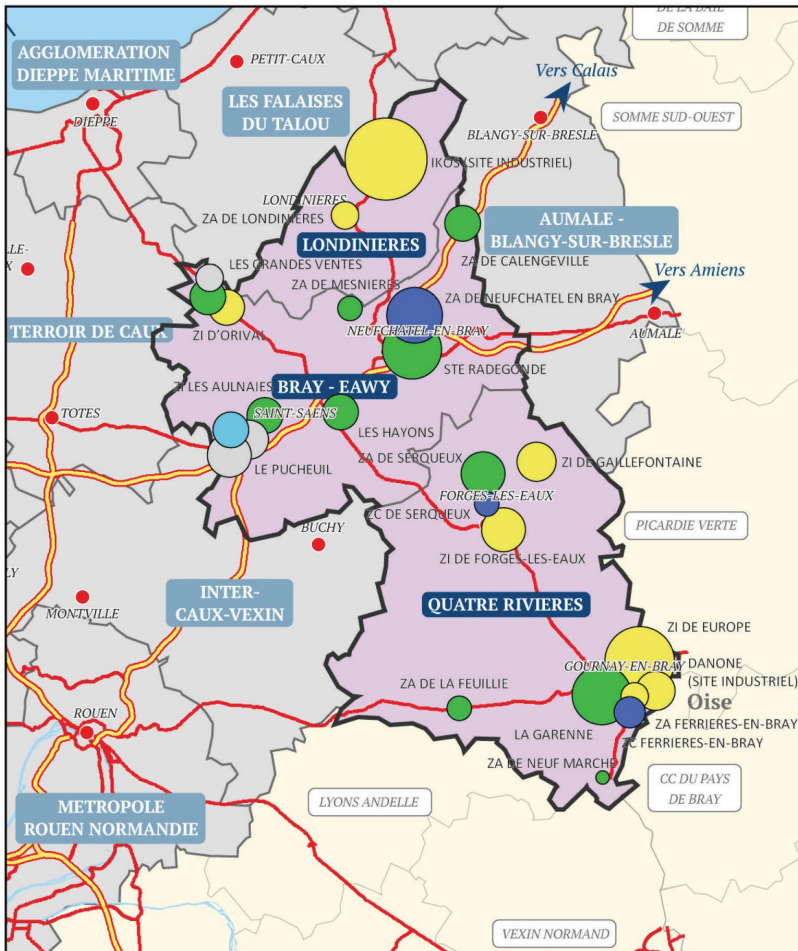 DE LA BAIE
DE SOMME
AGGLOMERATION
DIEPPE MARITIME
PETIT-CAUX
Vers Calais
DIEPPE
LES FALAISES
DU TALOU
BLANGY-SUR-BRESLE
SOMME SUD-OUEST
IKOS (SITE INDUSTRIEL)
LONDINIERES
ZA DE LONDINIERES
LONDINIERES
AUMALE -
BLANGY-SUR-BRESLE
ZA DE CALENGEVILLE
LES GRANDES VENTES
ZA DE MESNIERES
Vers Amiens
ZA DE NEUFCHATEL EN BRAY
TERROIR DE CAUX
ZI D'ORIVAL
NEUFCHATEL-EN-BRAY
AUMALE
STE RADEGONDE
ZI LES AULNAIES
BRAY - EAWY
TOTES
SAINT-SAENS
LES HAYONS
ZA DE SERQUEUX
ZI DE GAILLEFONTAINE
LE PUCHEUIL
FORGES-LES-EAUX
ZC DE SERQUEUX
BUCHY
PICARDIE VERTE
ZI DE FORGES-LES-EAUX
INTER-
CAUX-VEXIN
MONTVILLE
QUATRE RIVIERES
ZI DE EUROPE
GOURNAY-EN-BRAY
DANONE
(SITE INDUSTRIEL)
ZA DE LA FEUILLIE
Oise
ROUEN
ZA FERRIERES-EN-BRAY
LA GARENNE
ZC FERRIERES-EN-BRAY
ZA DE NEUF MARCHE
CC DU PAYS
DE BRAY
METROPOLE
ROUEN NORMANDIE
LYONS ANDELLE
VEXIN NORMAND